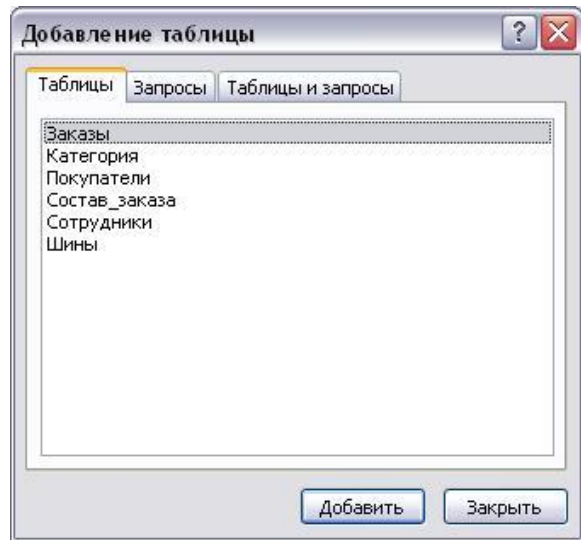 Добавление таблицы
Таблицы Запросы Таблицы и запросы
Заказы
Категория
Покупатели
Состав_заказа
Сотрудники
Шины
Добавить Закрыть